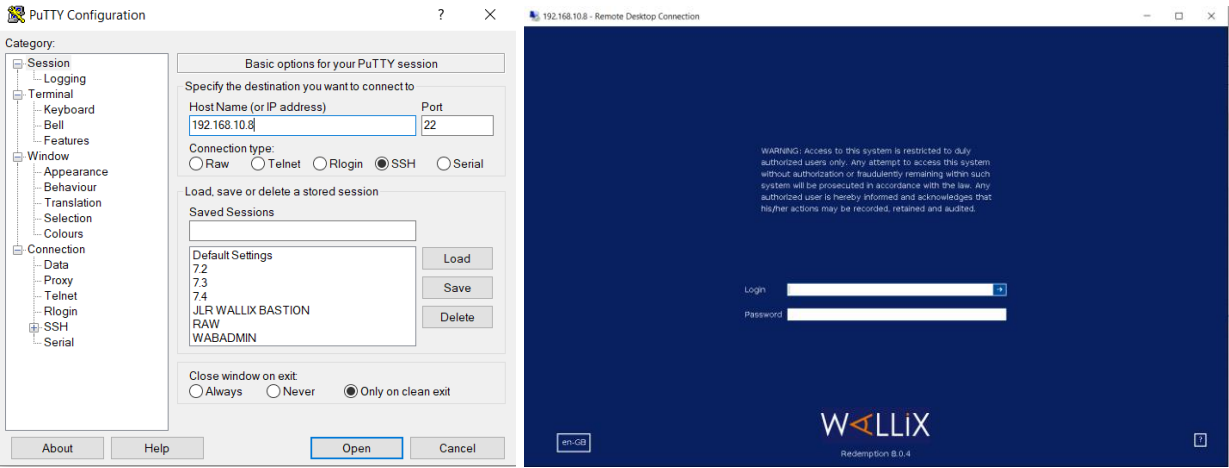 PuTTY Configuration
?
Category:
Session
Logging
Terminal
Keyboard
Bell
Features
Window
Appearance
Behaviour
Translation
Selection
Colours
Connection
Data
Proxy
Telnet
Rlogin
SSH
Serial
Basic options for your PuTTY session
Specify the destination you want to connect to
Host Name (or IP address) Port
192.168.10.8 22
Connection type:
Raw Telnet Rlogin SSH Serial
Load, save or delete a stored session
Saved Sessions
Default Settings
7.2
7.3
7.4
JLR WALLIX BASTION
RAW
WABADMIN
Load
Save
Delete
Close window on exit:
Always Never Only on clean exit
About Help Open Cancel
192.168.10.8 - Remote Desktop Connection
WARNING: Access to this system is restricted to duly
authorized users only. Any attempt to access this system
without authorization or fraudulently remaining within such
system will be prosecuted in accordance with the law. Any
authorized user is hereby informed and acknowledges that
his/her actions may be recorded, retained and audited.
Login
Password
WALLiX
Redemption 8.0.4
en-GB
?